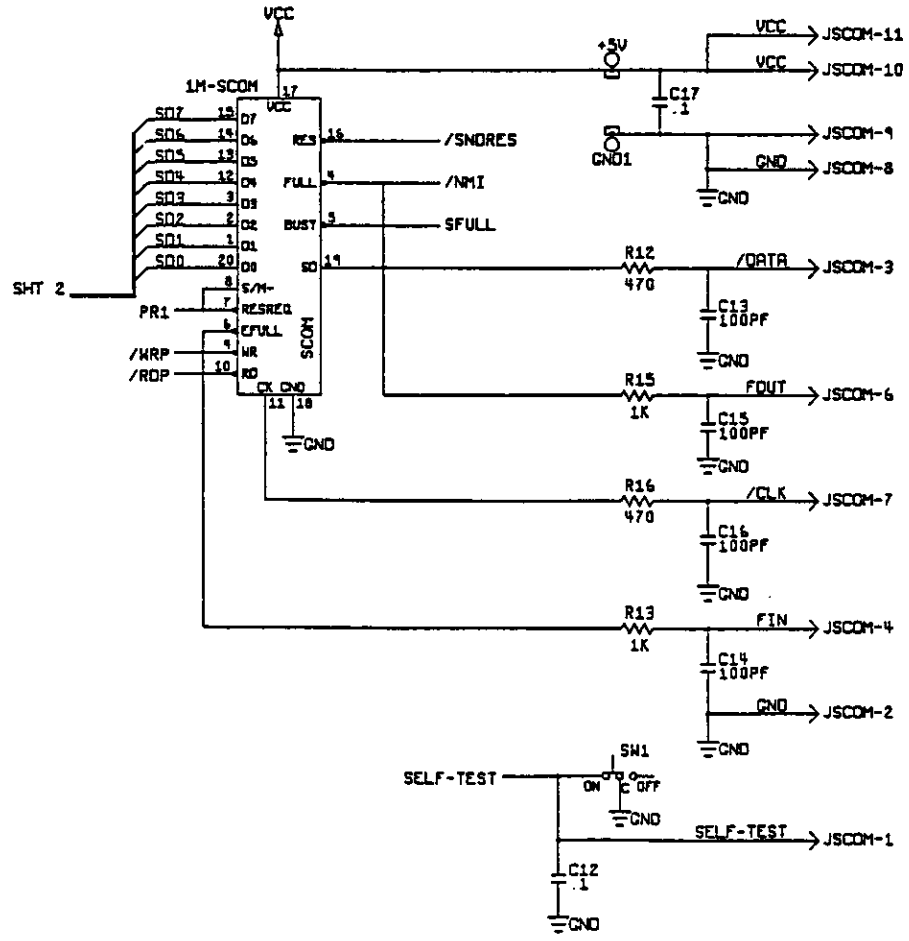 VCC
VCC
JSCOM-11
+5V
VCC
JSCOM-10
1M-SCOM
17
VCC
C17
.1
SD7 15 D7
SD6 14 D6
RES 16 /SNDRES
GND1
JSCOM-9
SD5 13 D5
GND
JSCOM-8
SD4 12 D4
FULL 4 /NMI
GND
SD3 3 D3
SD2 2 D2
BUST 5 SFULL
SD1 1 D1
SD0 20 D0
SO 19
R12
470
/DATA
JSCOM-3
SHT 2
8 S/M-
PR1
7 RESREQ
C13
100PF
6 EFULL
SCOM
/WRP
9 WR
GND
/RDP
10 RD
CK GND
11 18
R15
1K
FOUT
JSCOM-6
GND
C15
100PF
GND
R16
470
/CLK
JSCOM-7
C16
100PF
GND
R13
1K
FIN
JSCOM-4
C14
100PF
GND
JSCOM-2
GND
SW1
SELF-TEST
ON C OFF
GND
SELF-TEST
JSCOM-1
C12
.1
GND